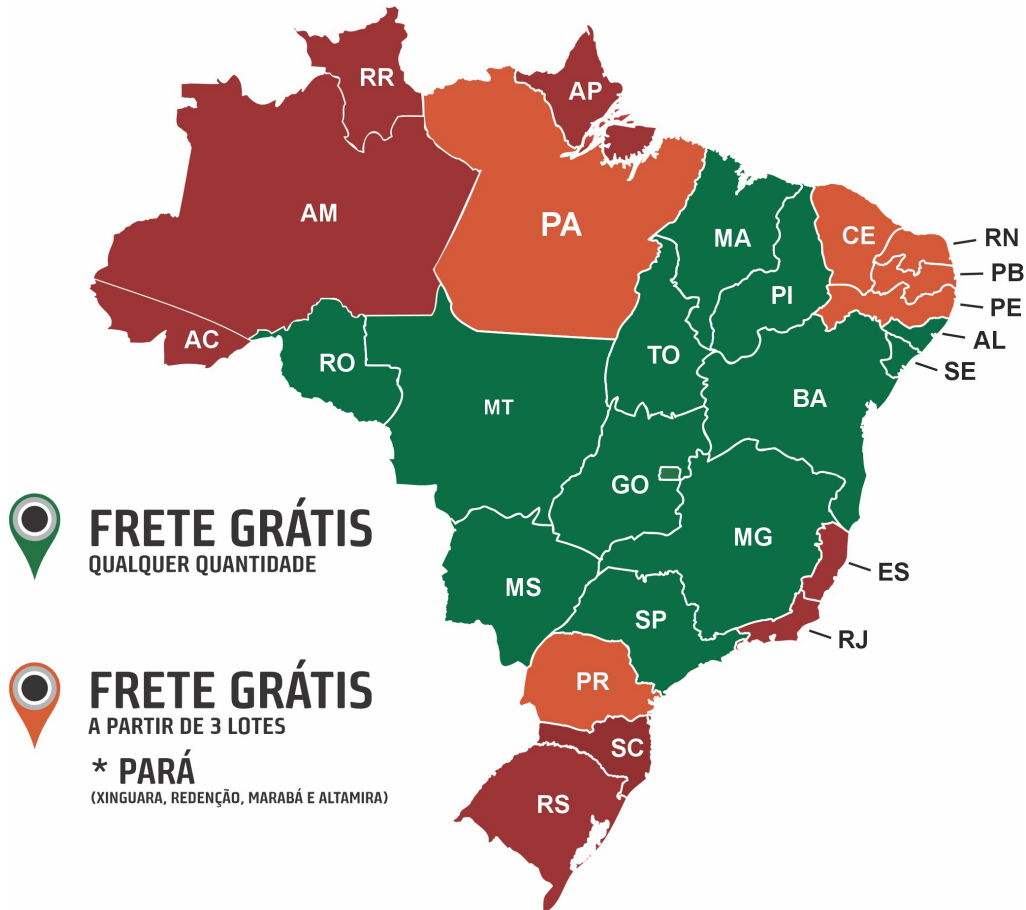 RR
AP
AM
PA
MA
CE
RN
PB
PI
PE
AC
RO
TO
AL
SE
MT
BA
GO
FRETE GRÁTIS
QUALQUER QUANTIDADE
MG
ES
MS
SP
RJ
FRETE GRÁTIS
A PARTIR DE 3 LOTES
PR
* PARÁ
(XINGUARA, REDENÇÃO, MARABÁ E ALTAMIRA)
SC
RS